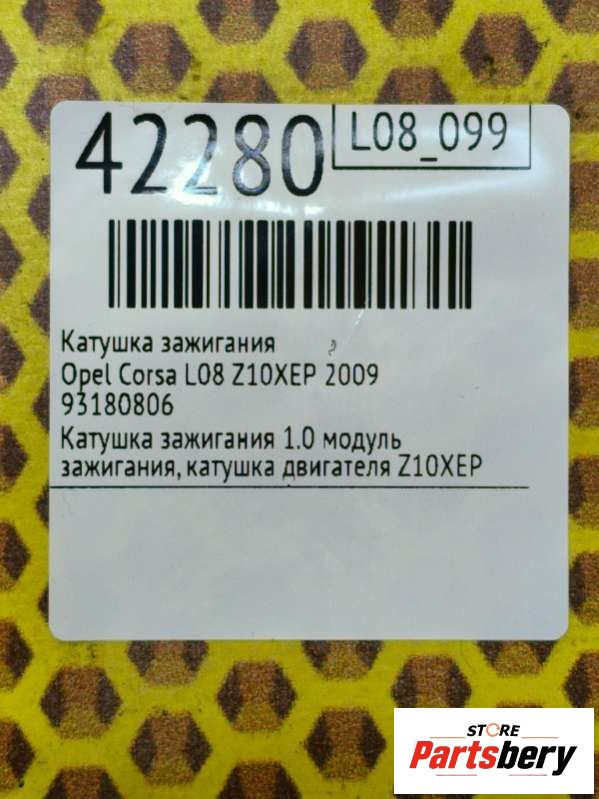 42280
L08_099
Катушка зажигания
Opel Corsa L08 Z10XEP 2009
93180806
Катушка зажигания 1.0 модуль
зажигания, катушка двигателя Z10XEP
STORE
Partsbery